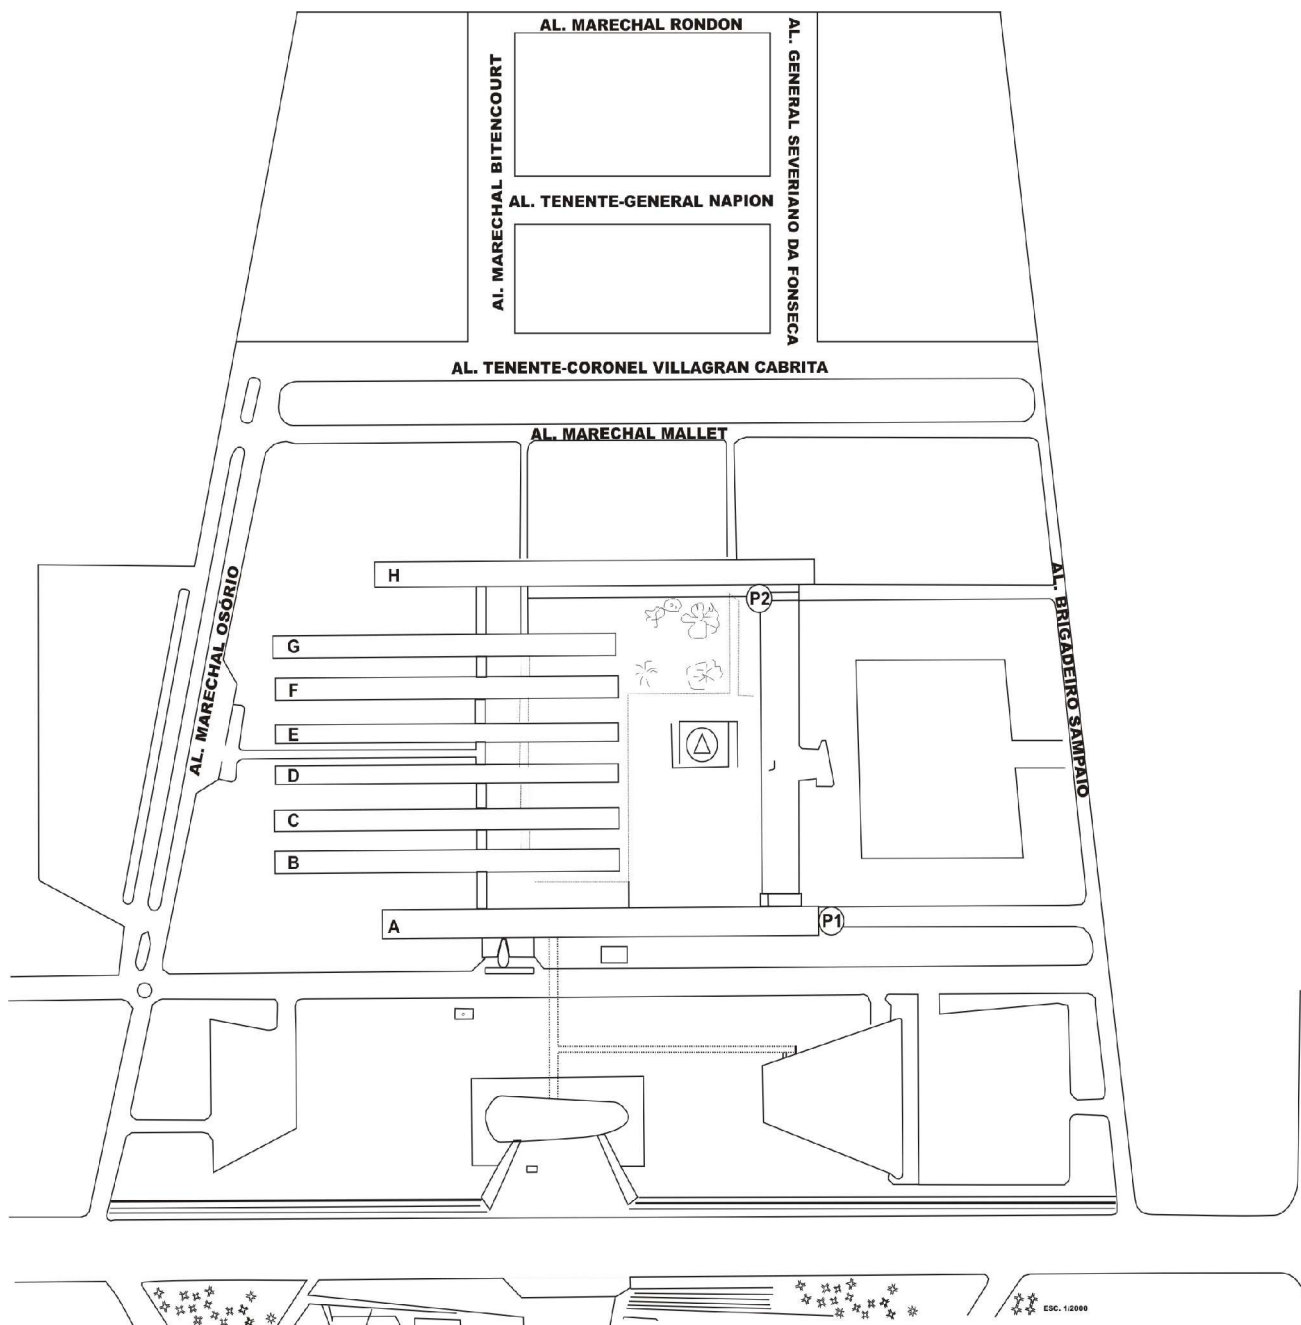 AL. MARECHAL RONDON
AL. GENERAL SEVERIANO DA FONSECA
Al. MARECHAL BITENCOURT
AL. TENENTE-GENERAL NAPION
AL. TENENTE-CORONEL VILLAGRAN CABRITA
AL. MARECHAL MALLET
AL. MARECHAL OSÓRIO
AL. BRIGADEIRO SAMPAIO
H
P2
G
F
E
D
C
B
A
P1
ESC. 1/2000